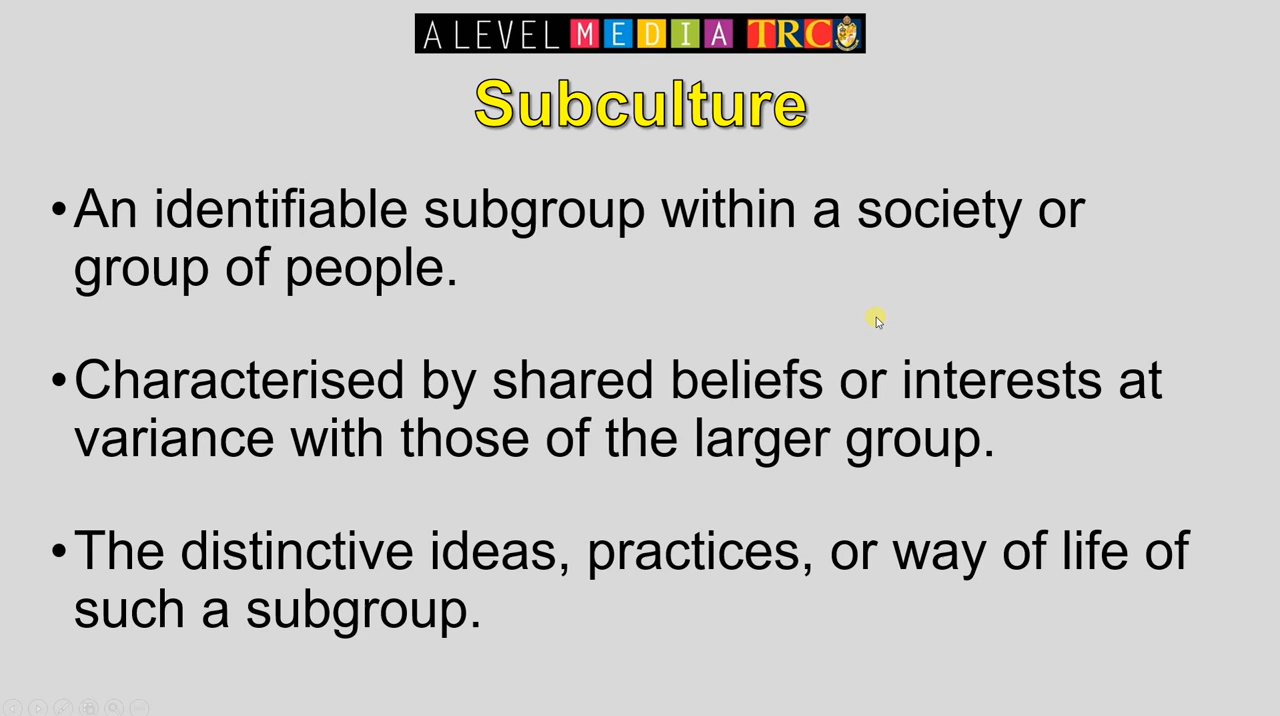 A LEVEL MEDIA TRC
Subculture
•An identifiable subgroup within a society or
group of people.
•Characterised by shared beliefs or interests at
variance with those of the larger group.
•The distinctive ideas, practices, or way of life of
such a subgroup.